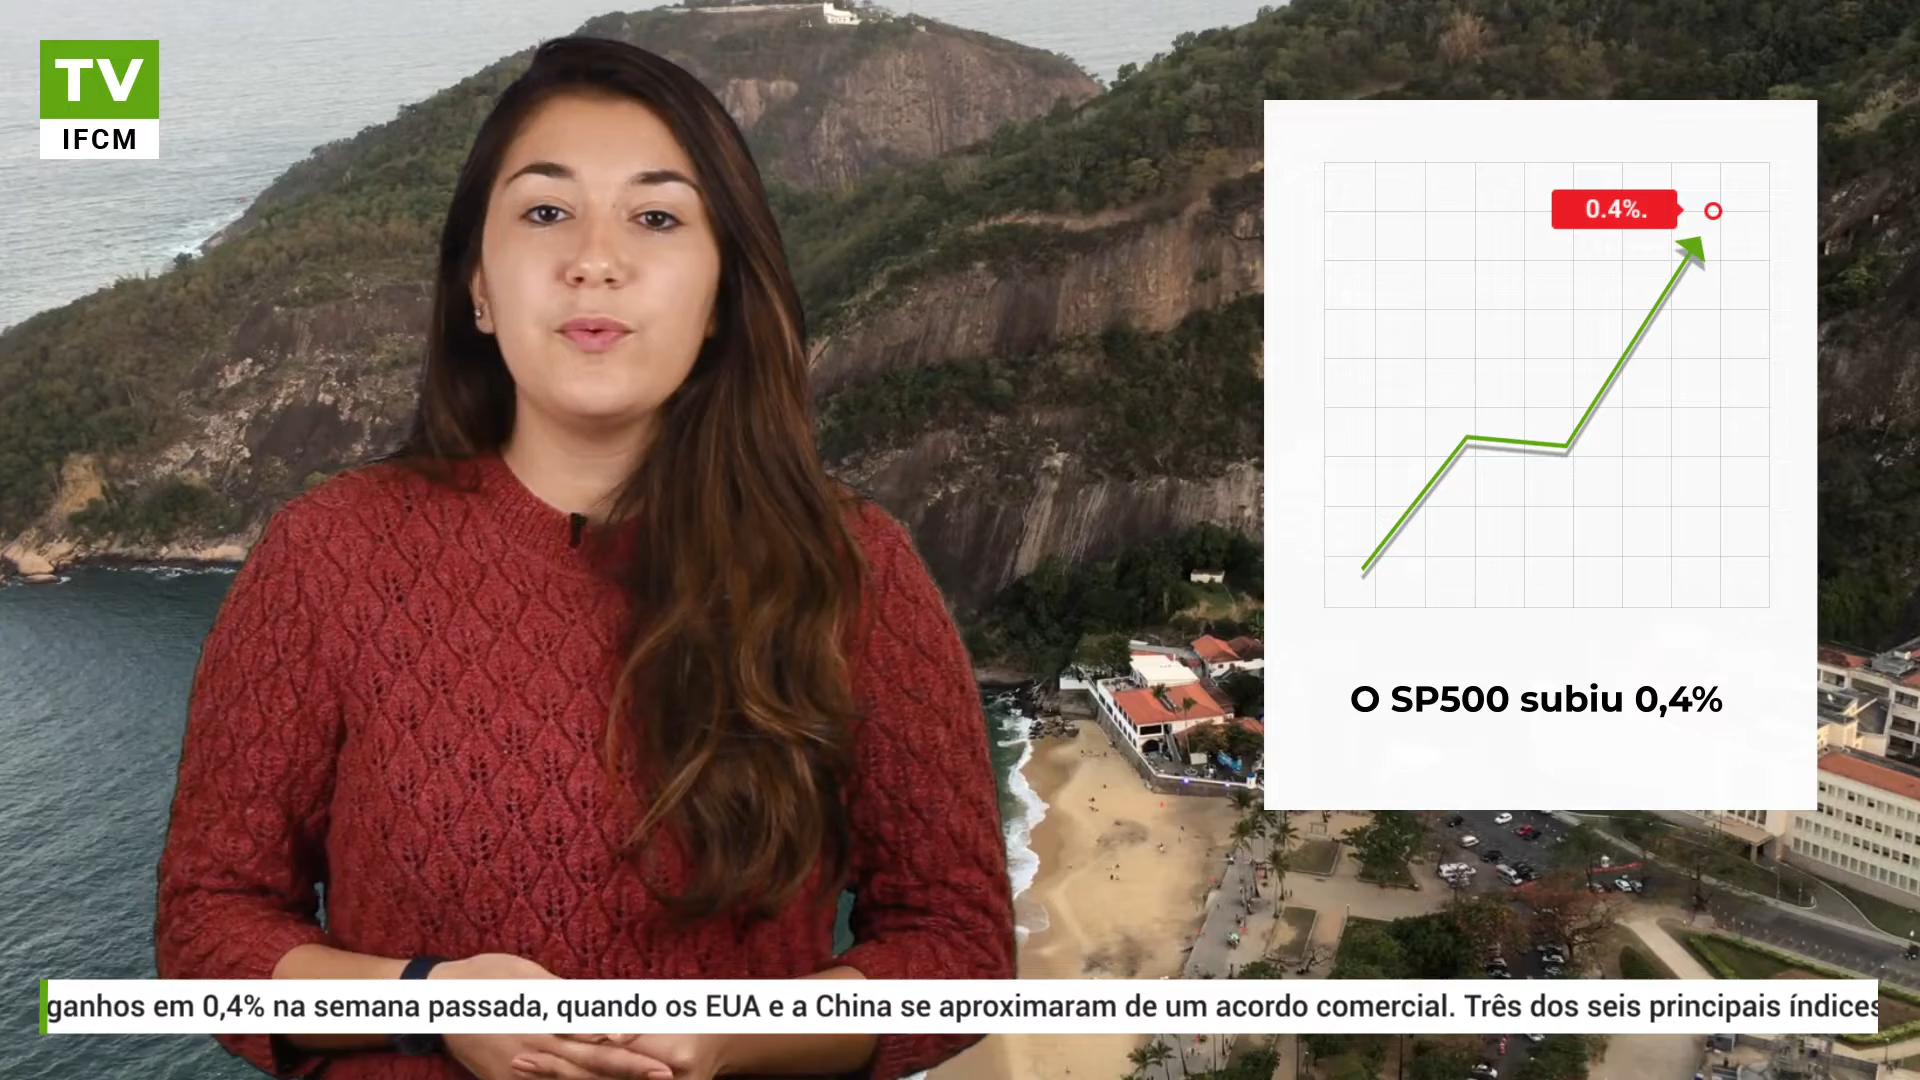 TV
IFCM
0.4%.
O SP500 subiu 0,4%
ganhos em 0,4% na semana passada, quando os EUA e a China se aproximaram de um acordo comercial. Três dos seis principais índices